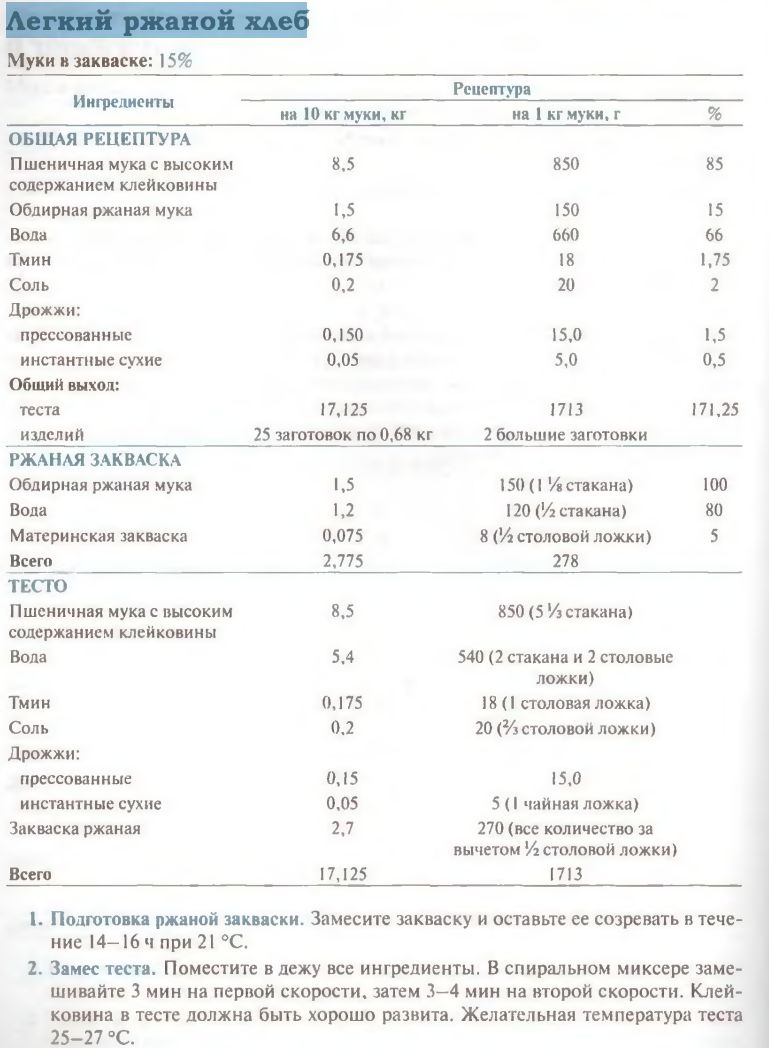 Легкий ржаной хлеб
Муки в закваске: 15%
Ингредиенты Рецептура
на 10 кг муки, кг на 1 кг муки, г %
ОБЩАЯ РЕЦЕПТУРА
Пшеничная мука с высоким 8,5 850 85
содержанием клейковины
Обдирная ржаная мука 1,5 150 15
Вода 6,6 660 66
Тмин 0,175 18 1,75
Соль 0,2 20 2
Дрожжи:
прессованные 0,150 15,0 1,5
инстантные сухие 0,05 5,0 0,5
Общий выход:
теста 17,125 1713 171,25
изделий 25 заготовок по 0,68 кг 2 большие заготовки
РЖАНАЯ ЗАКВАСКА
Обдирная ржаная мука 1,5 150 (1 ⅛ стакана) 100
Вода 1,2 120 (½ стакана) 80
Материнская закваска 0,075 8 (½ столовой ложки) 5
Всего 2,775 278
ТЕСТО
Пшеничная мука с высоким 8,5 850 (5 ⅓ стакана)
содержанием клейковины
Вода 5,4 540 (2 стакана и 2 столовые
ложки)
Тмин 0,175 18 (1 столовая ложка)
Соль 0,2 20 (⅔ столовой ложки)
Дрожжи:
прессованные 0,15 15,0
инстантные сухие 0,05 5 (1 чайная ложка)
Закваска ржаная 2,7 270 (все количество за
вычетом ½ столовой ложки)
Всего 17,125 1713
1. Подготовка ржаной закваски. Замесите закваску и оставьте ее созревать в тече-
ние 14—16 ч при 21 °С.
2. Замес теста. Поместите в дежу все ингредиенты. В спиральном миксере заме-
шивайте 3 мин на первой скорости, затем 3—4 мин на второй скорости. Клей-
ковина в тесте должна быть хорошо развита. Желательная температура теста
25—27 °С.